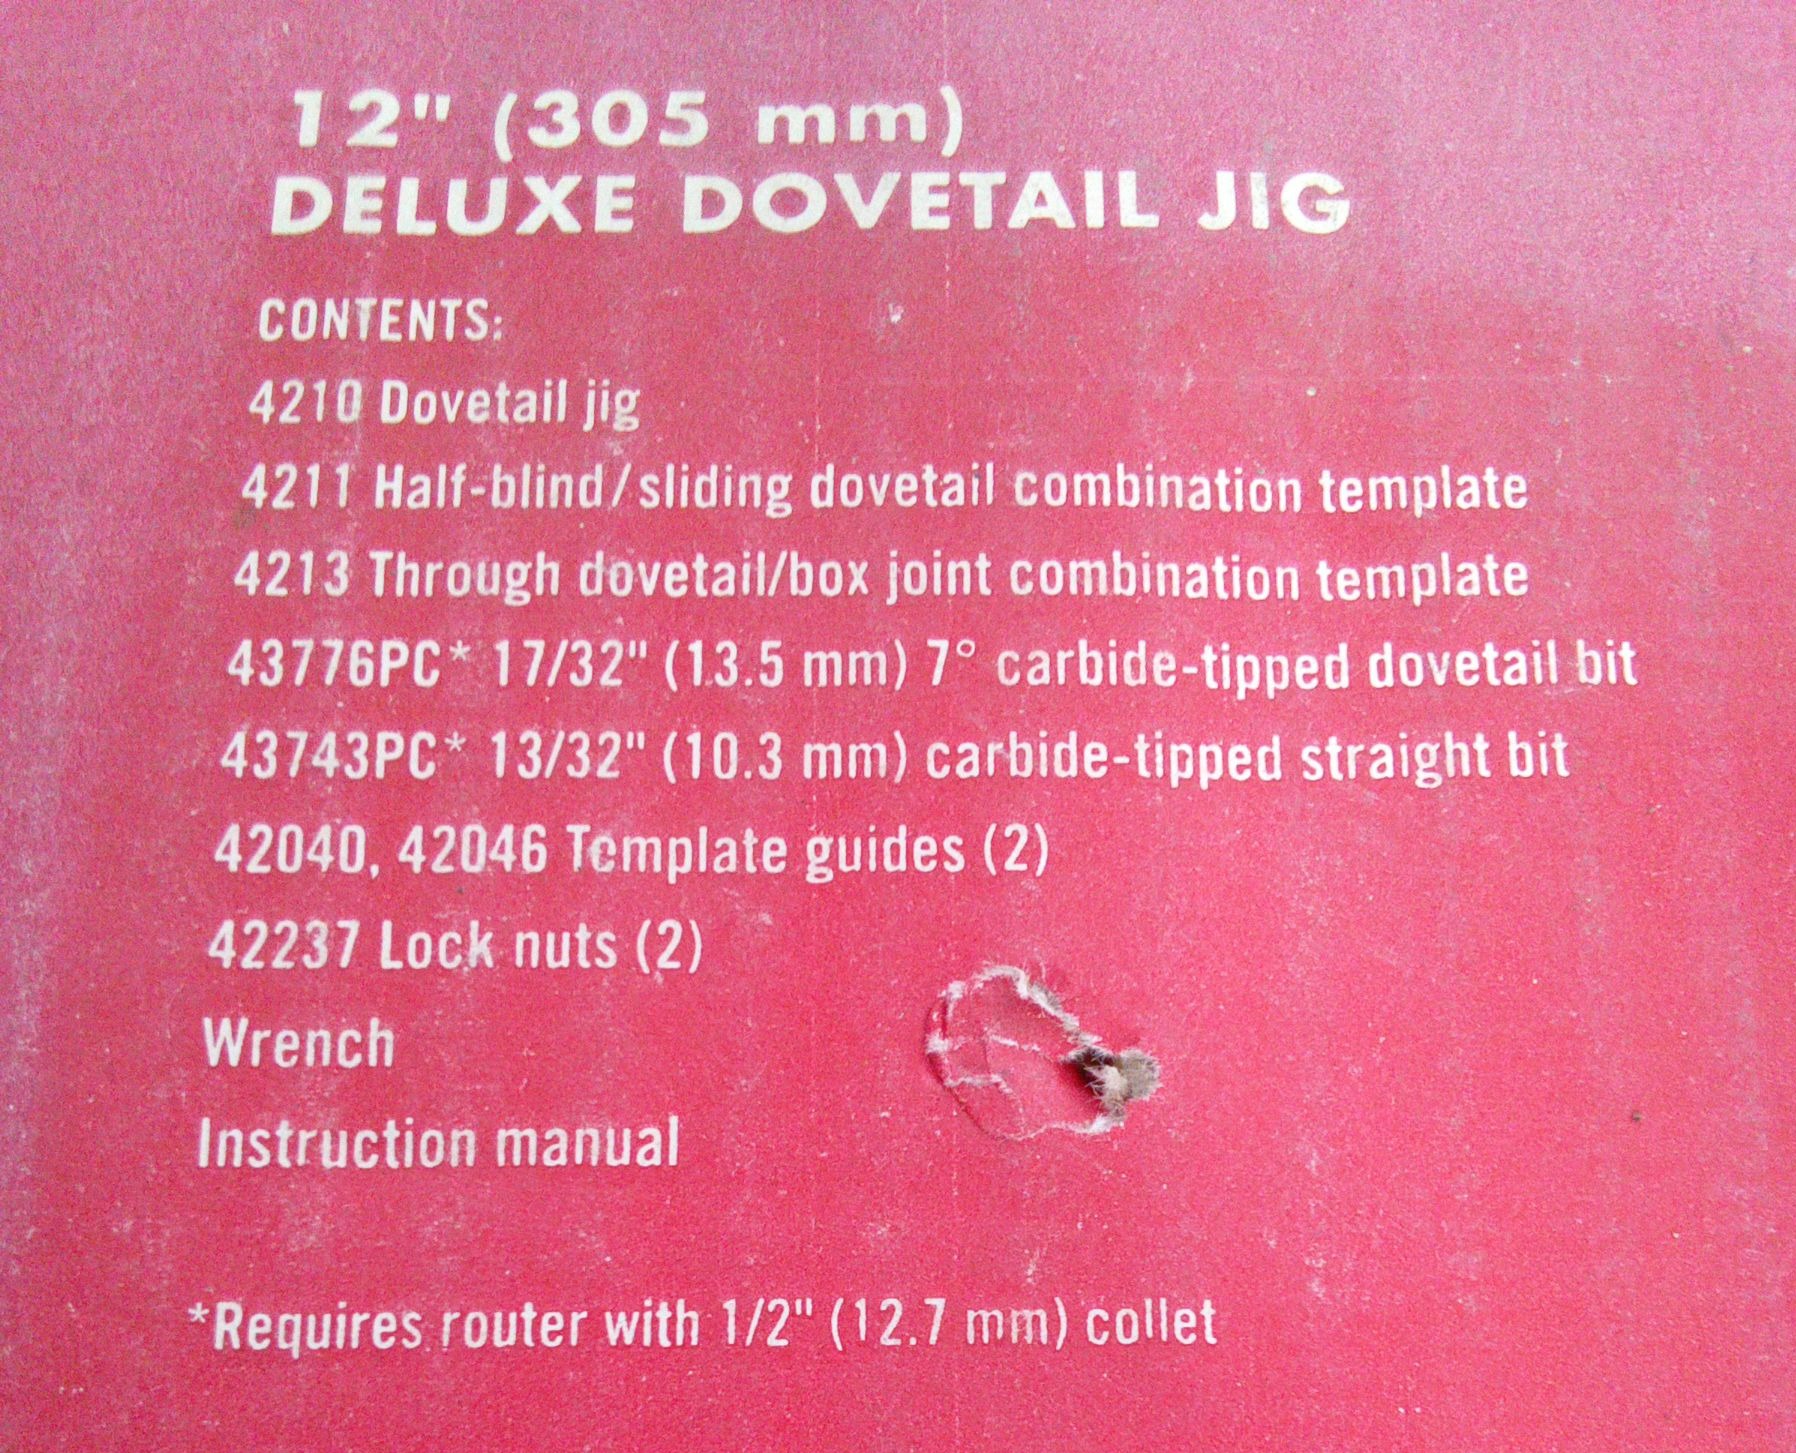 12" (305 mm)
DELUXE DOVETAIL JIG
CONTENTS:
4210 Dovetail jig
4211 Half-blind/sliding dovetail combination template
4213 Through dovetail/box joint combination template
43776PC* 17/32" (13.5 mm) 7° carbide-tipped dovetail bit
43743PC* 13/32" (10.3 mm) carbide-tipped straight bit
42040, 42046 Template guides (2)
42237 Lock nuts (2)
Wrench
Instruction manual
*Requires router with 1/2" (12.7 mm) collet